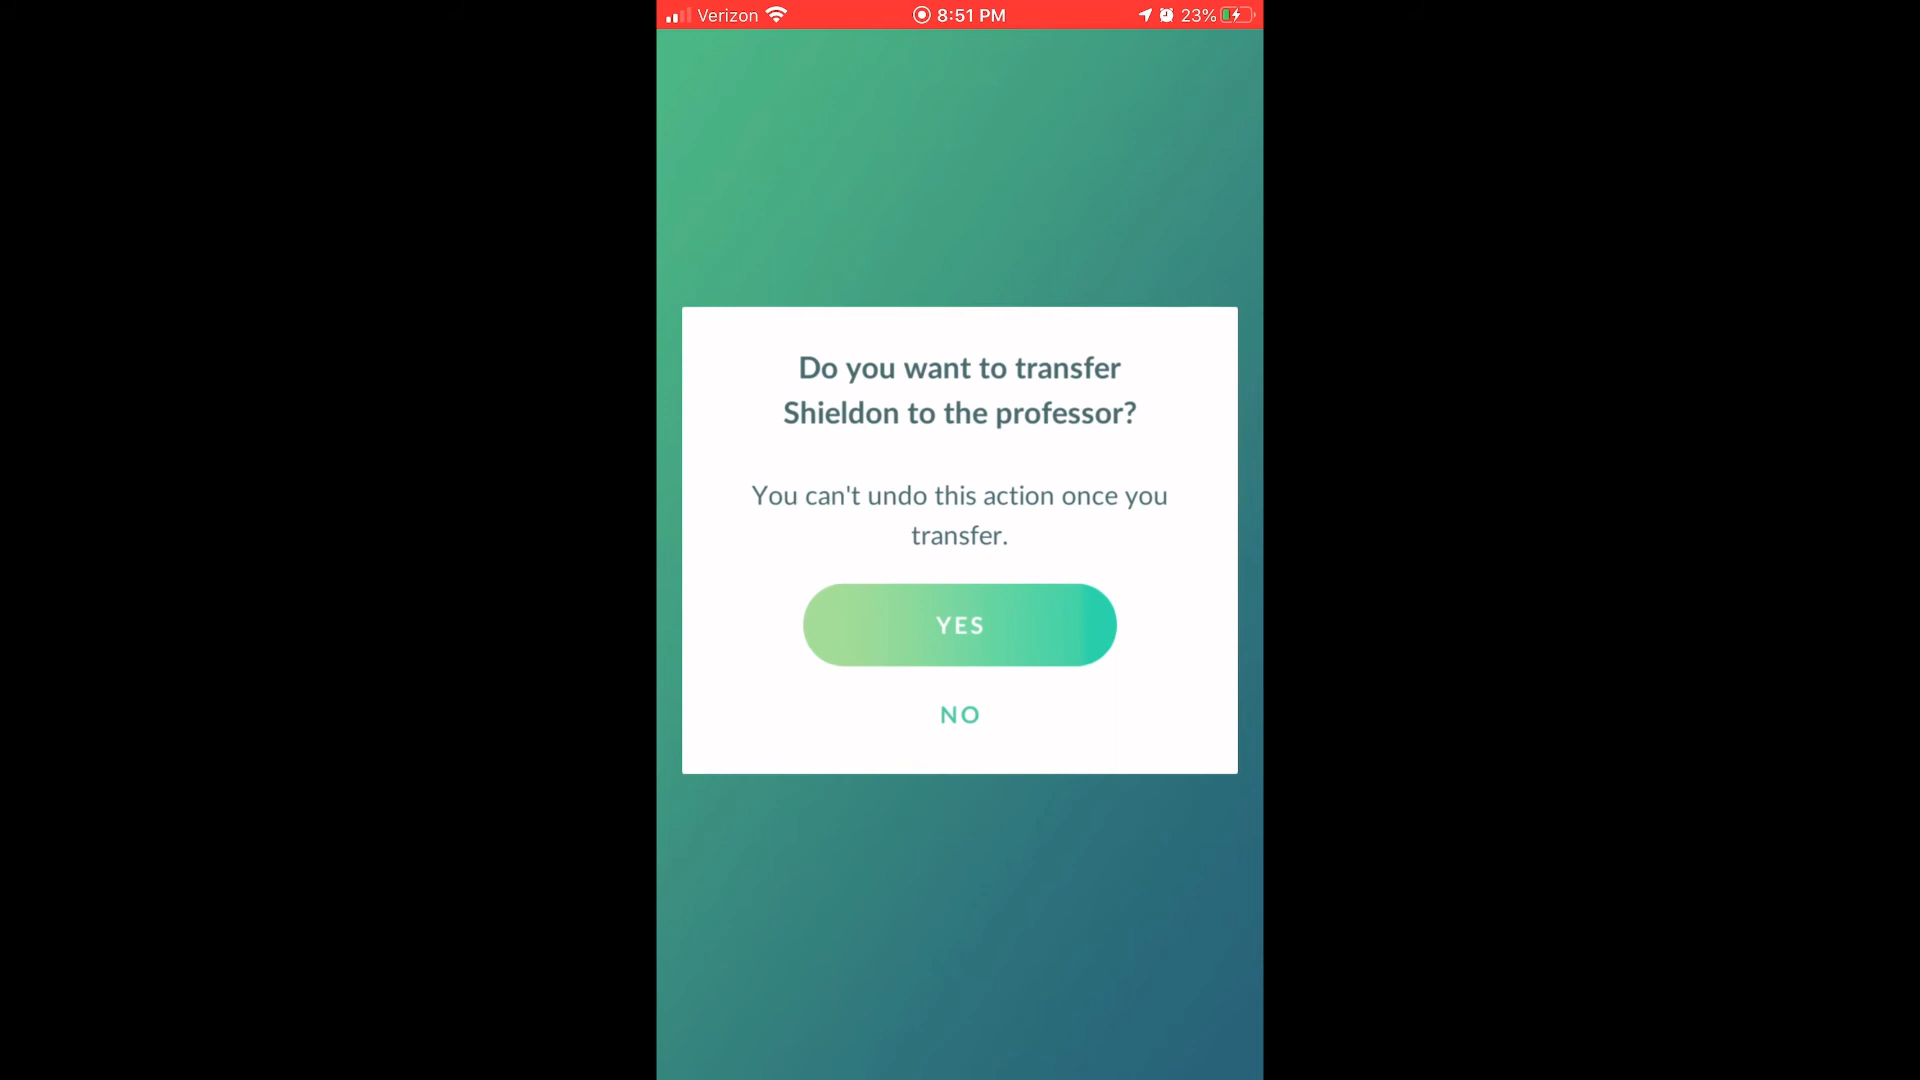 Verizon 8:51 PM 23%
Do you want to transfer
Shieldon to the professor?
You can't undo this action once you
transfer.
YES
NO